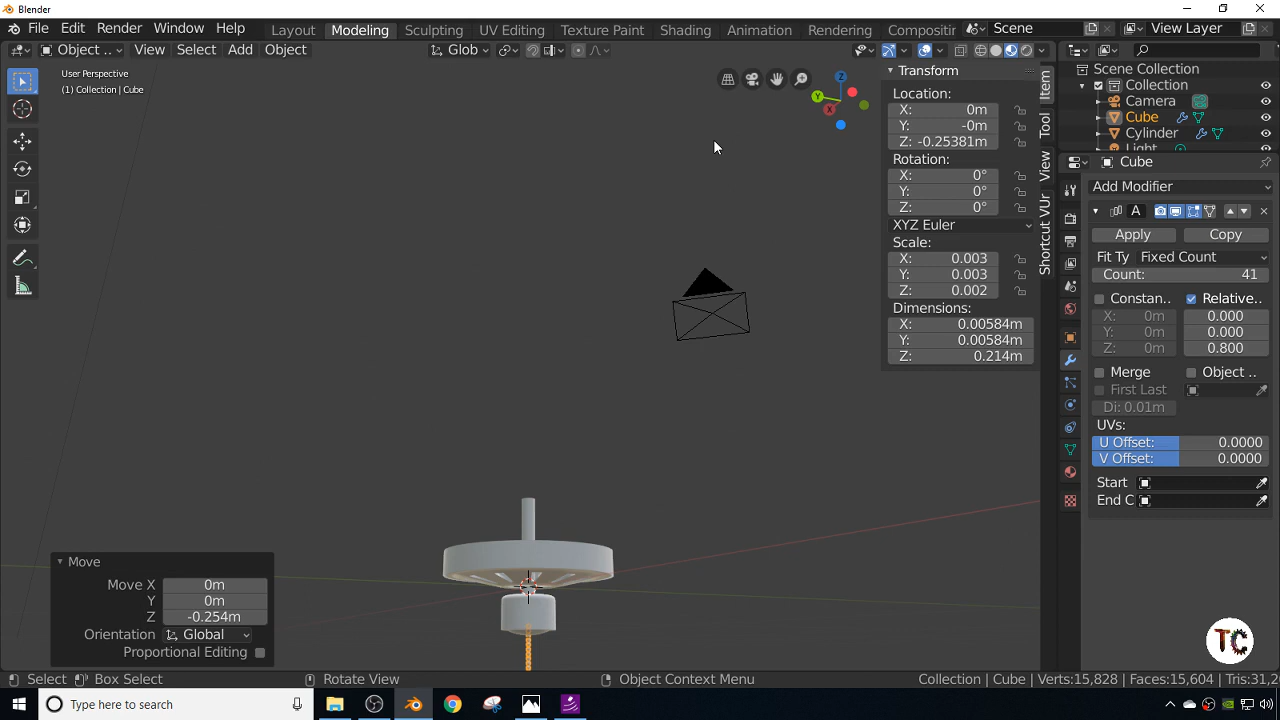 Blender
File Edit Render Window Help Layout Modeling Sculpting UV Editing Texture Paint Shading Animation Rendering Compositi Scene View Layer
Object .. View Select Add Object Glob
User Perspective
(1) Collection | Cube
Z
Y
X
Transform
Location:
X: 0m
Y: -0m
Z: -0.25381m
Rotation:
X: 0°
Y: 0°
Z: 0°
XYZ Euler
Scale:
X: 0.003
Y: 0.003
Z: 0.002
Dimensions:
X: 0.00584m
Y: 0.00584m
Z: 0.214m
Item
Tool
View
Shortcut VUr
Scene Collection
Collection
Camera
Cube
Cylinder
Light
Cube
Add Modifier
A
Apply Copy
Fit Ty Fixed Count
Count: 41
Constan.. Relative..
X: 0m 0.000
Y: 0m 0.000
Z: 0m 0.800
Merge Object ..
First Last
Di: 0.01m
UVs:
U Offset: 0.0000
V Offset: 0.0000
Start
End C
Move
Move X 0m
Y 0m
Z -0.254m
Orientation Global
Proportional Editing
TC
Select Box Select Rotate View Object Context Menu Collection | Cube | Verts:15,828 | Faces:15,604 | Tris:31,2
Type here to search